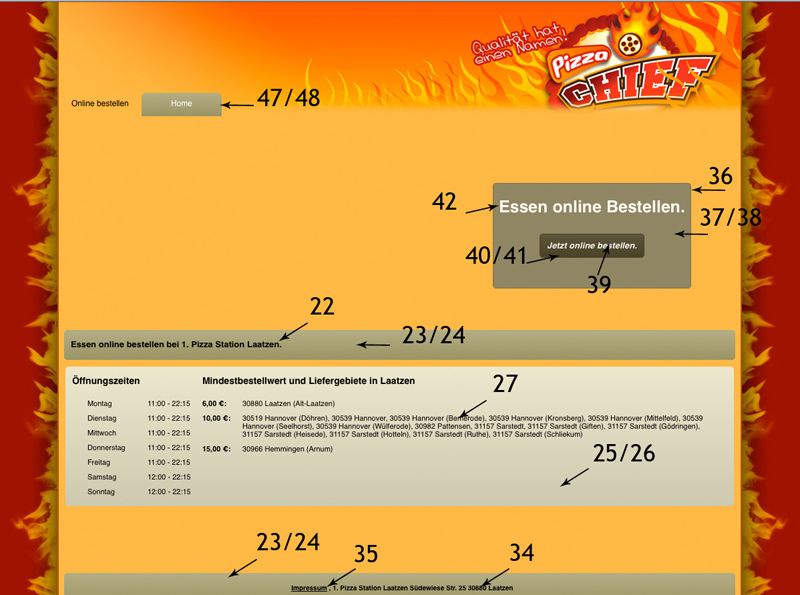 Qualität hat
einen Namen!
Pizza
CHIEF
Online bestellen Home 47/48
36
42 Essen online Bestellen. 37/38
Jetzt online bestellen.
40/41
39
22
Essen online bestellen bei 1. Pizza Station Laatzen. 23/24
Öffnungszeiten Mindestbestellwert und Liefergebiete in Laatzen
27
Montag 11:00 - 22:15 6,00 €: 30880 Laatzen (Alt-Laatzen)
Dienstag 11:00 - 22:15 10,00 €: 30519 Hannover (Döhren), 30539 Hannover, 30539 Hannover (Bemerode), 30539 Hannover (Kronsberg), 30539 Hannover (Mittelfeld), 30539
Hannover (Seelhorst), 30539 Hannover (Wülferode), 30982 Pattensen, 31157 Sarstedt, 31157 Sarstedt (Giften), 31157 Sarstedt (Gödringen),
Mittwoch 11:00 - 22:15 31157 Sarstedt (Heisede), 31157 Sarstedt (Hotteln), 31157 Sarstedt (Ruthe), 31157 Sarstedt (Schliekum)
Donnerstag 11:00 - 22:15 15,00 €: 30966 Hemmingen (Arnum)
25/26
Freitag 11:00 - 22:15
Samstag 12:00 - 22:15
Sonntag 12:00 - 22:15
23/24 35 34
Impressum , 1. Pizza Station Laatzen Südewiese Str. 25 30880 Laatzen